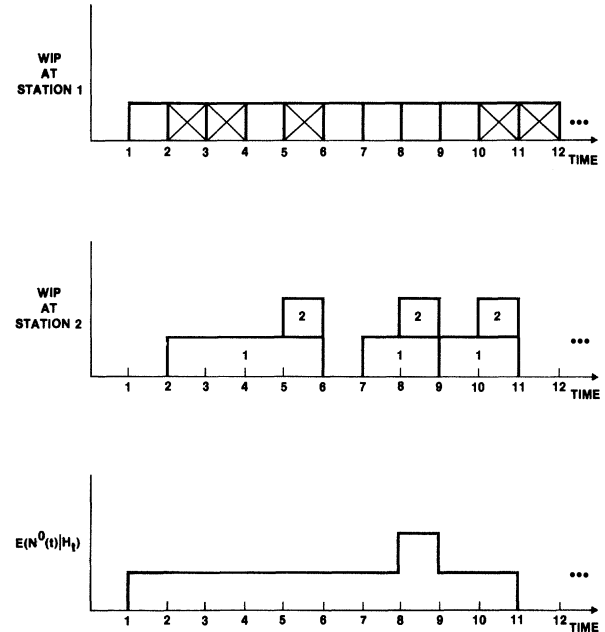 WIP
AT
STATION 1
1 2 3 4 5 6 7 8 9 10 11 12 TIME
WIP
AT
STATION 2
2 2 2
1 1 1
1 2 3 4 5 6 7 8 9 10 11 12 TIME
E(N⁰(t)|Hₜ)
1 2 3 4 5 6 7 8 9 10 11 12 TIME